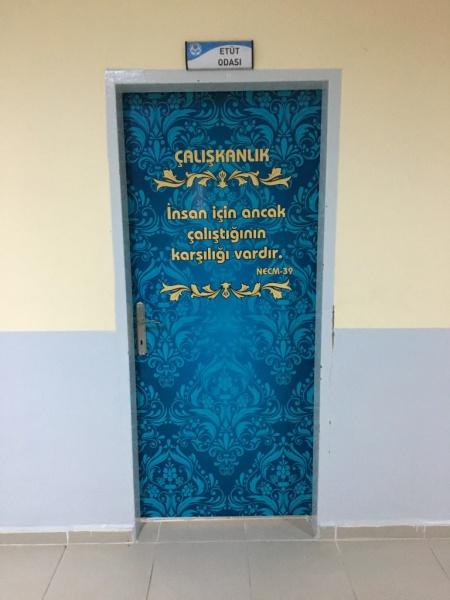 ETÜT
ODASI
ÇALIŞKANLIK
İnsan için ancak
çalıştığının
karşılığı vardır.
NECM-39